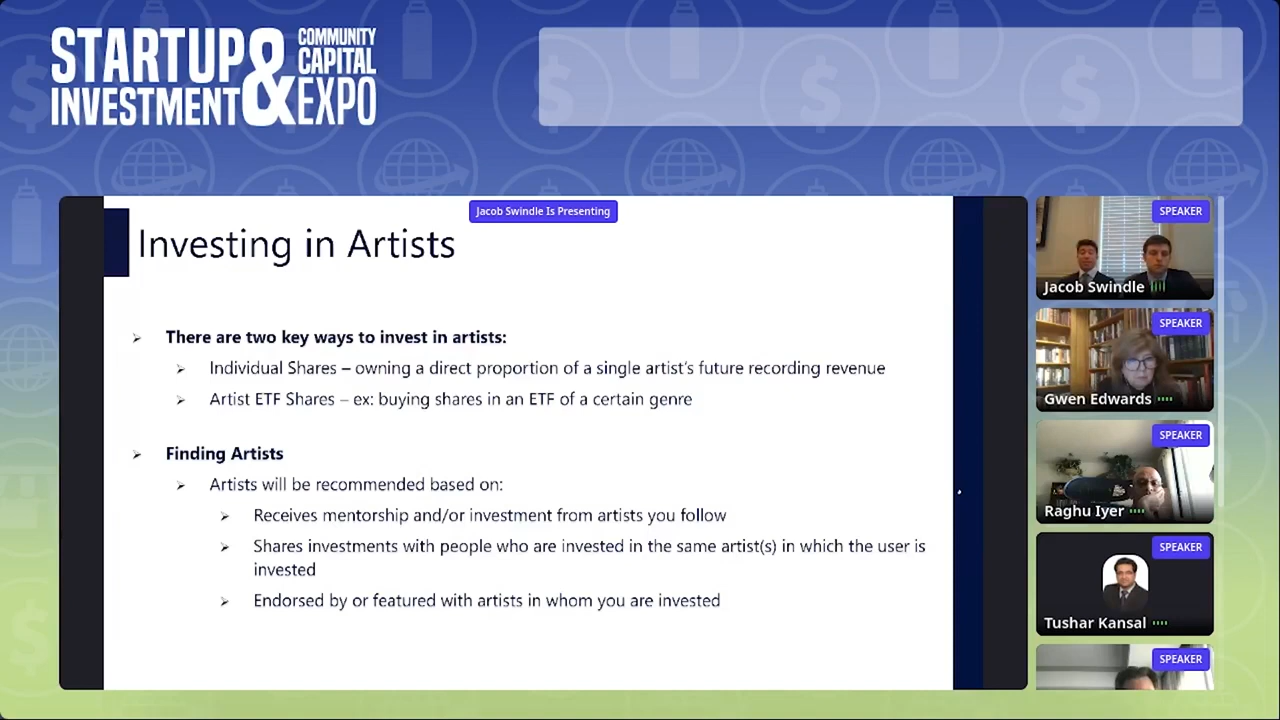 STARTUP & COMMUNITY
CAPITAL
INVESTMENT EXPO
Jacob Swindle Is Presenting
Investing in Artists
There are two key ways to invest in artists:
Individual Shares – owning a direct proportion of a single artist's future recording revenue
Artist ETF Shares – ex: buying shares in an ETF of a certain genre
Finding Artists
Artists will be recommended based on:
Receives mentorship and/or investment from artists you follow
Shares investments with people who are invested in the same artist(s) in which the user is
invested
Endorsed by or featured with artists in whom you are invested
SPEAKER
Jacob Swindle
SPEAKER
Gwen Edwards
SPEAKER
Raghu Iyer
SPEAKER
Tushar Kansal
SPEAKER